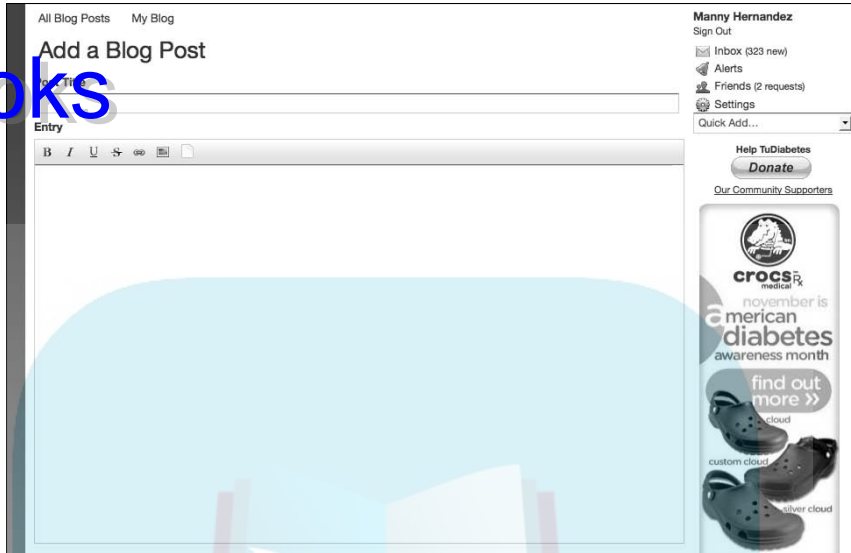 All Blog Posts My Blog
Add a Blog Post
Post Title
oks
Entry
B I U S
Manny Hernandez
Sign Out
Inbox (323 new)
Alerts
Friends (2 requests)
Settings
Quick Add...
Help TuDiabetes
Donate
Our Community Supporters
crocs Rx
medical
november is
american
diabetes
awareness month
find out
more »
cloud
custom cloud
silver cloud